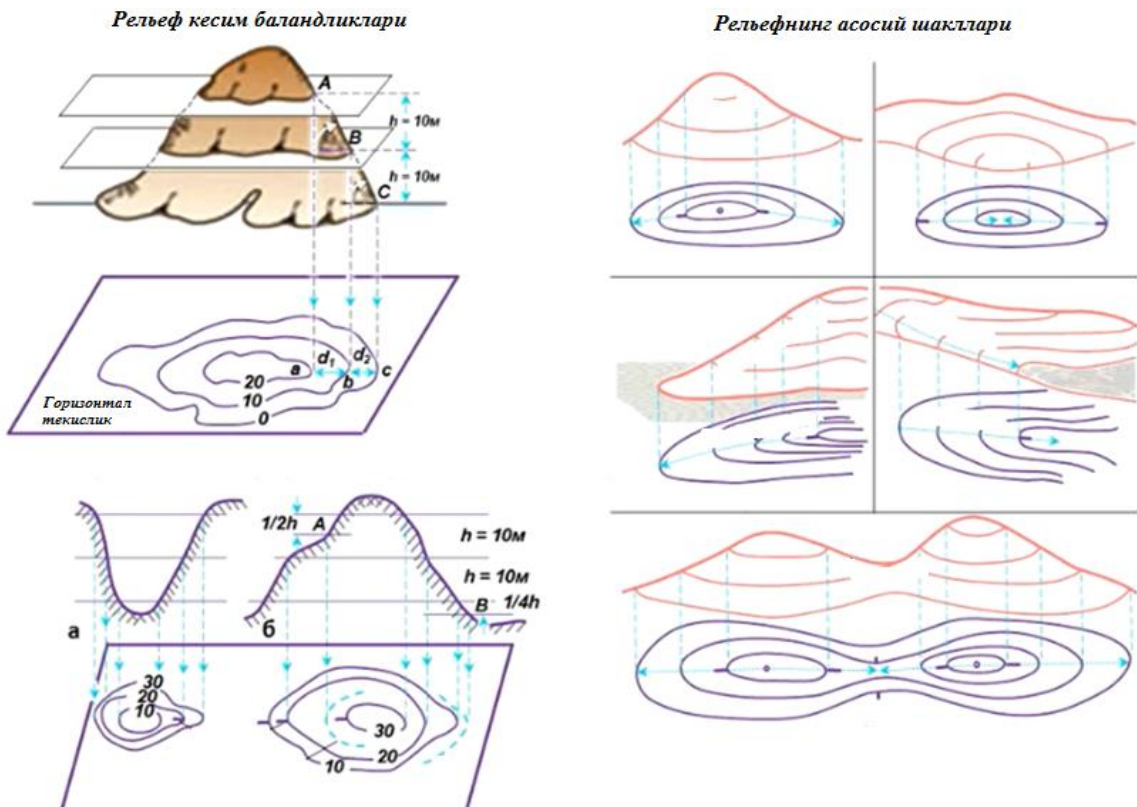 Рельеф кесим баландликлари
A
h = 10м
B
h = 10м
C
d₁
d₂
a
b
c
20
10
0
Горизонтал
текислик
1/2h
A
h = 10м
h = 10м
B
1/4h
а
б
30
20
10
30
20
10
Рельефнинг асосий шакллари